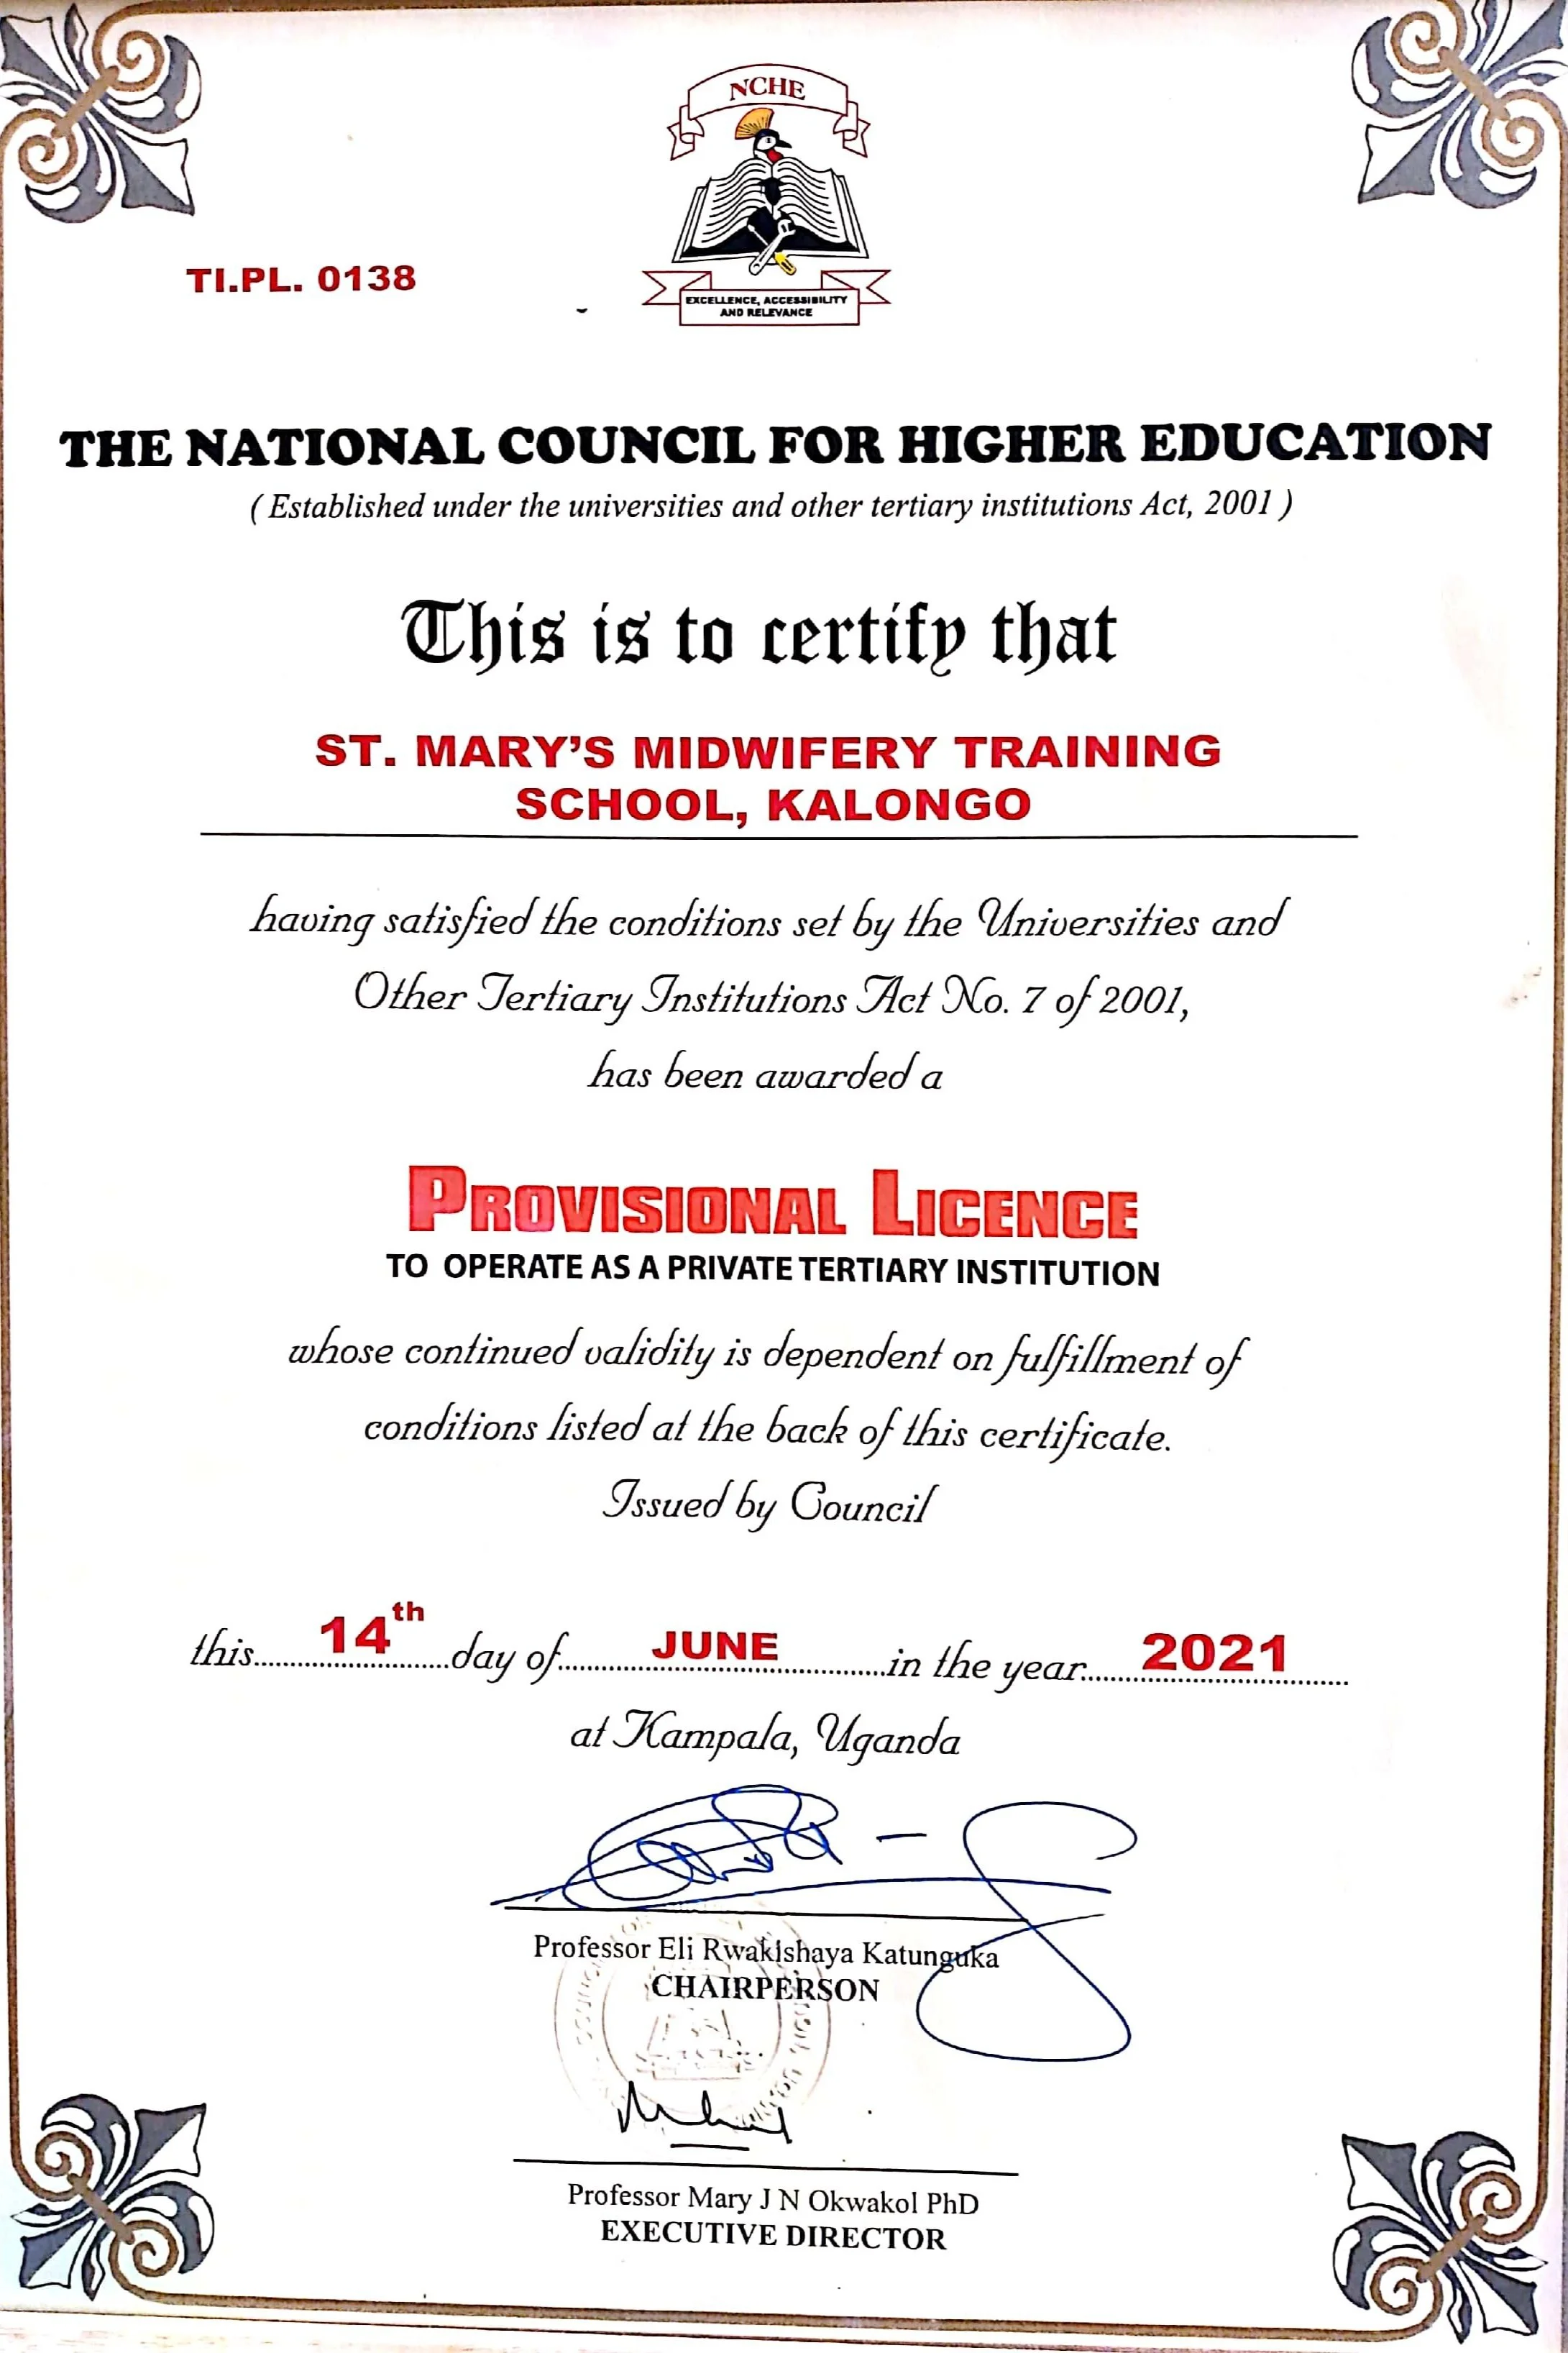 NCHE
EXCELLENCE, ACCESSIBILITY
AND RELEVANCE
TI.PL. 0138
THE NATIONAL COUNCIL FOR HIGHER EDUCATION
( Established under the universities and other tertiary institutions Act, 2001 )
This is to certify that
ST. MARY'S MIDWIFERY TRAINING
SCHOOL, KALONGO
having satisfied the conditions set by the Universities and
Other Tertiary Institutions Act No. 7 of 2001,
has been awarded a
PROVISIONAL LICENCE
TO OPERATE AS A PRIVATE TERTIARY INSTITUTION
whose continued validity is dependent on fulfillment of
conditions listed at the back of this certificate.
Issued by Council
this 14th day of JUNE in the year 2021
at Kampala, Uganda
Professor Eli Rwakishaya Katunguka
CHAIRPERSON
Professor Mary J N Okwakol PhD
EXECUTIVE DIRECTOR